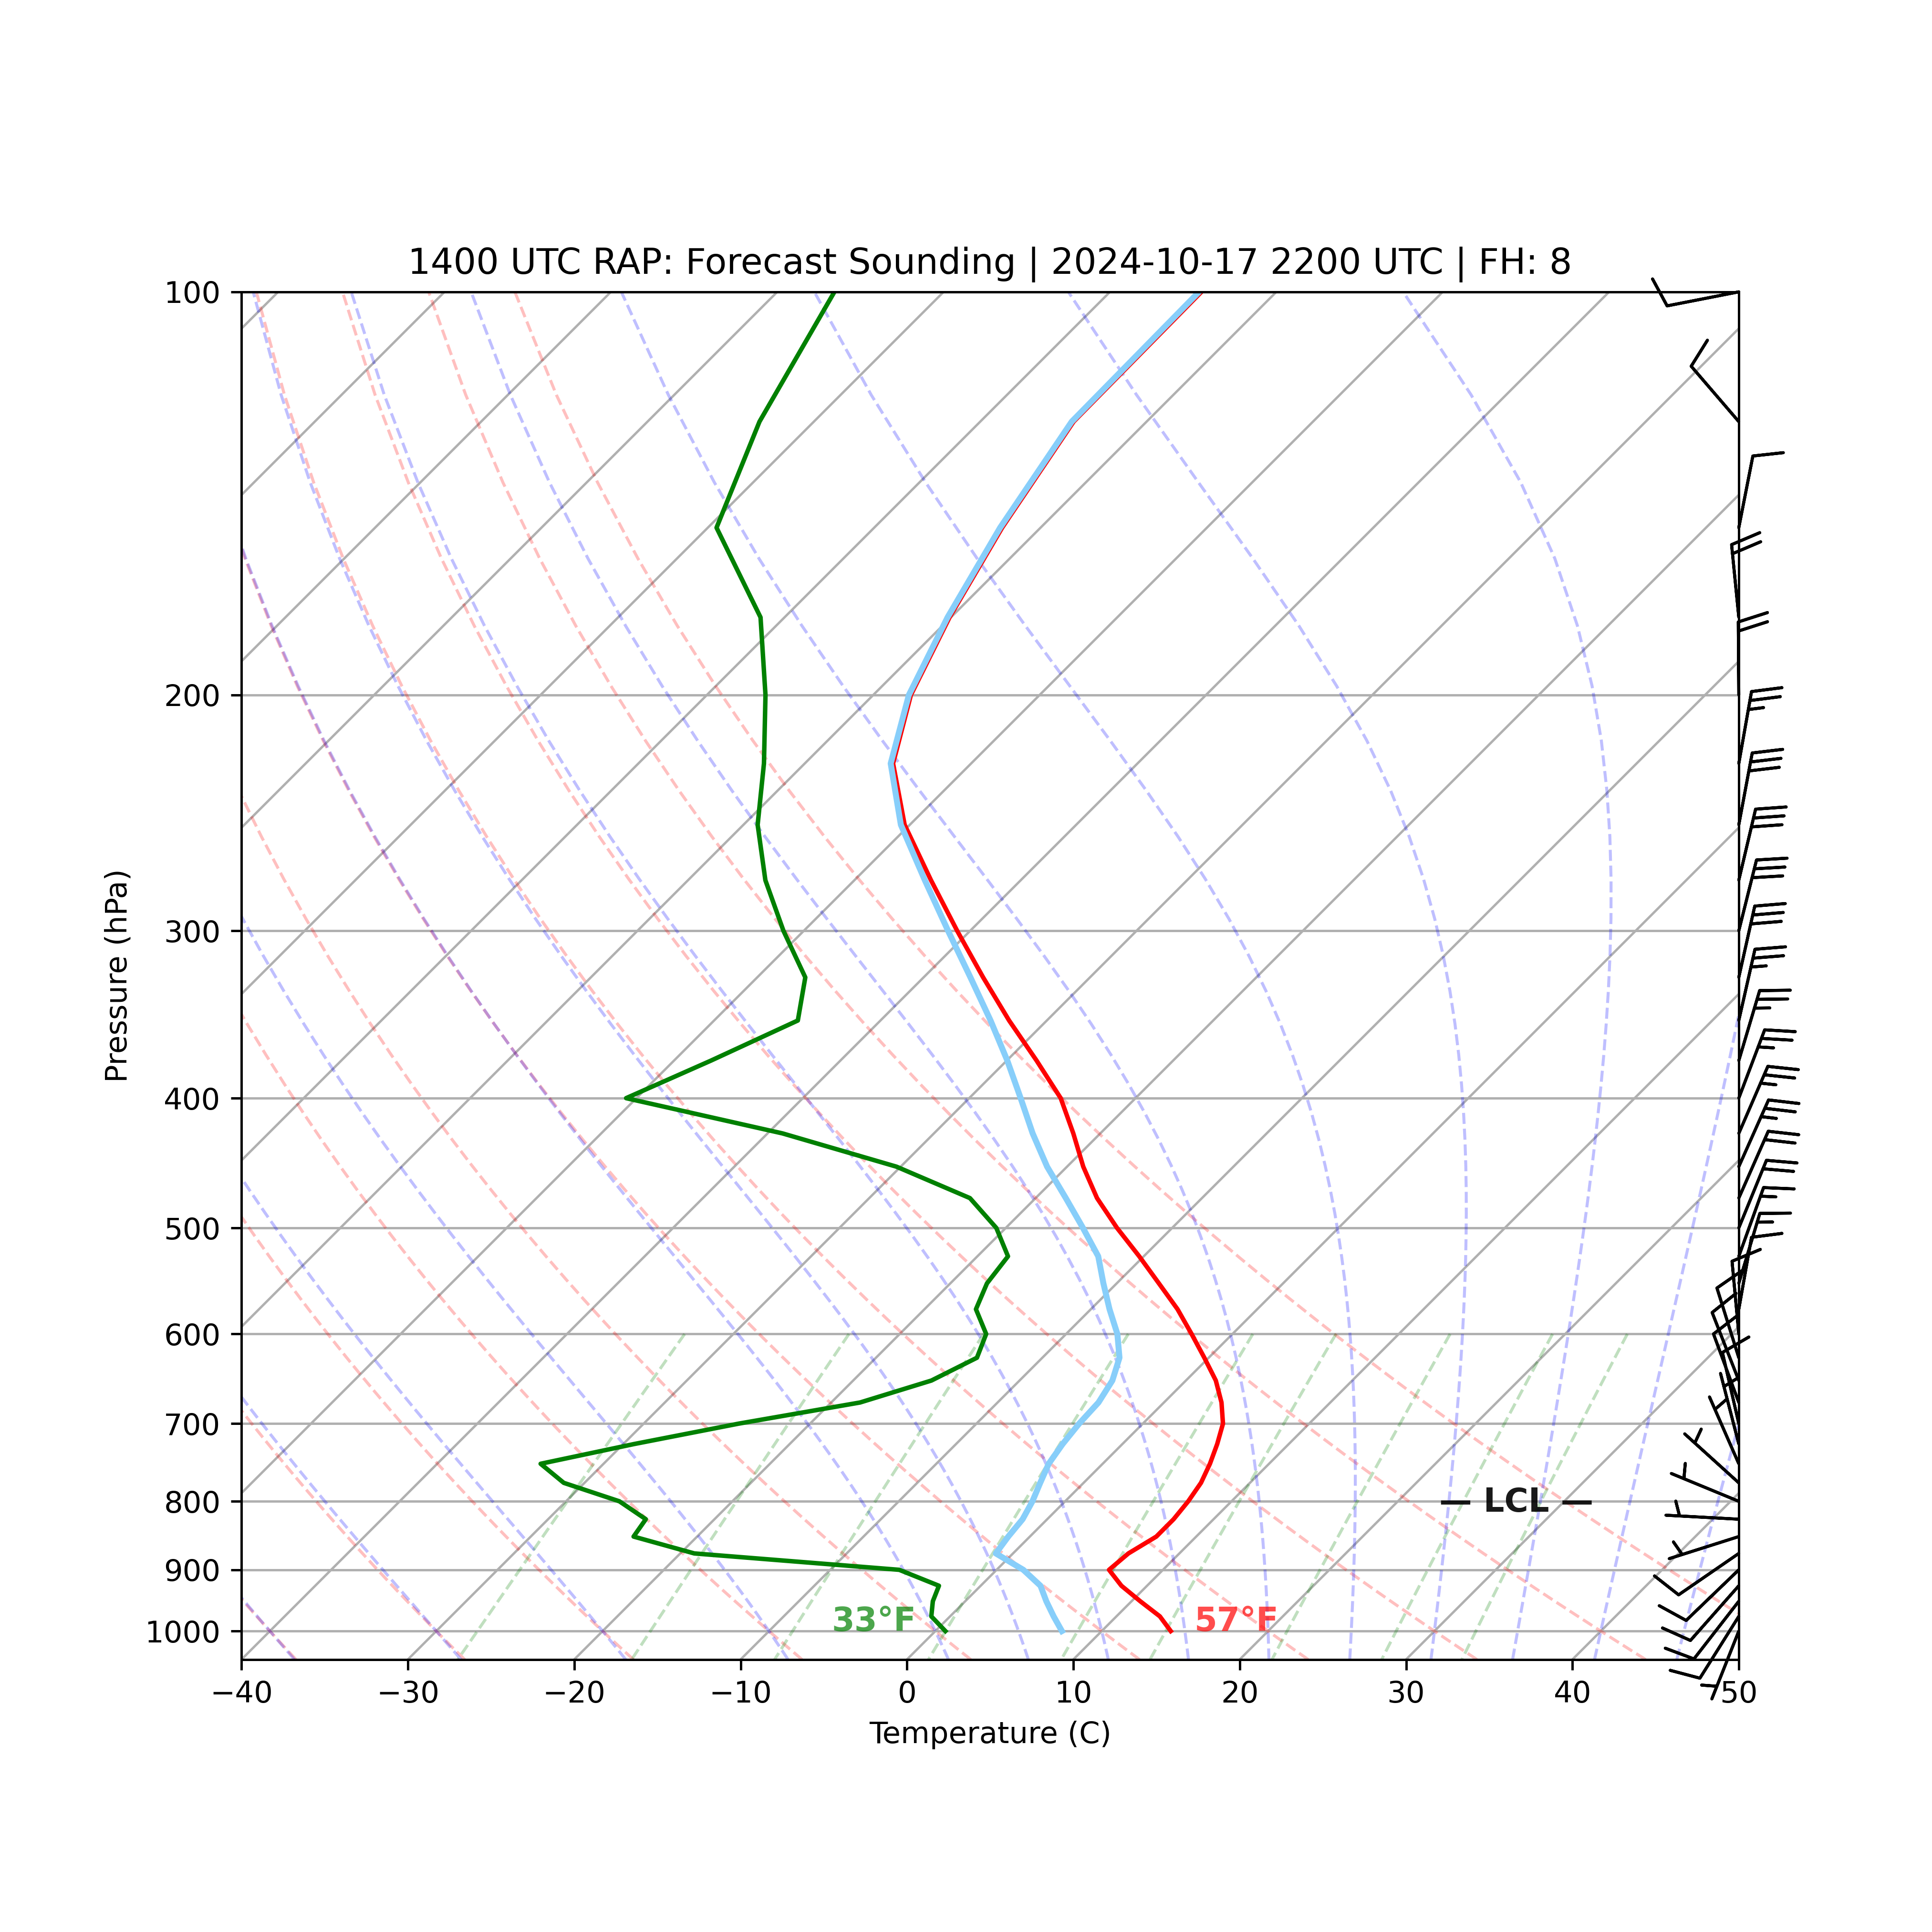 1400 UTC RAP: Forecast Sounding | 2024-10-17 2200 UTC | FH: 8
100
200
300
400
500
600
700
800
900
1000
Pressure (hPa)
— LCL —
33°F
57°F
−40 −30 −20 −10 0 10 20 30 40 50
Temperature (C)